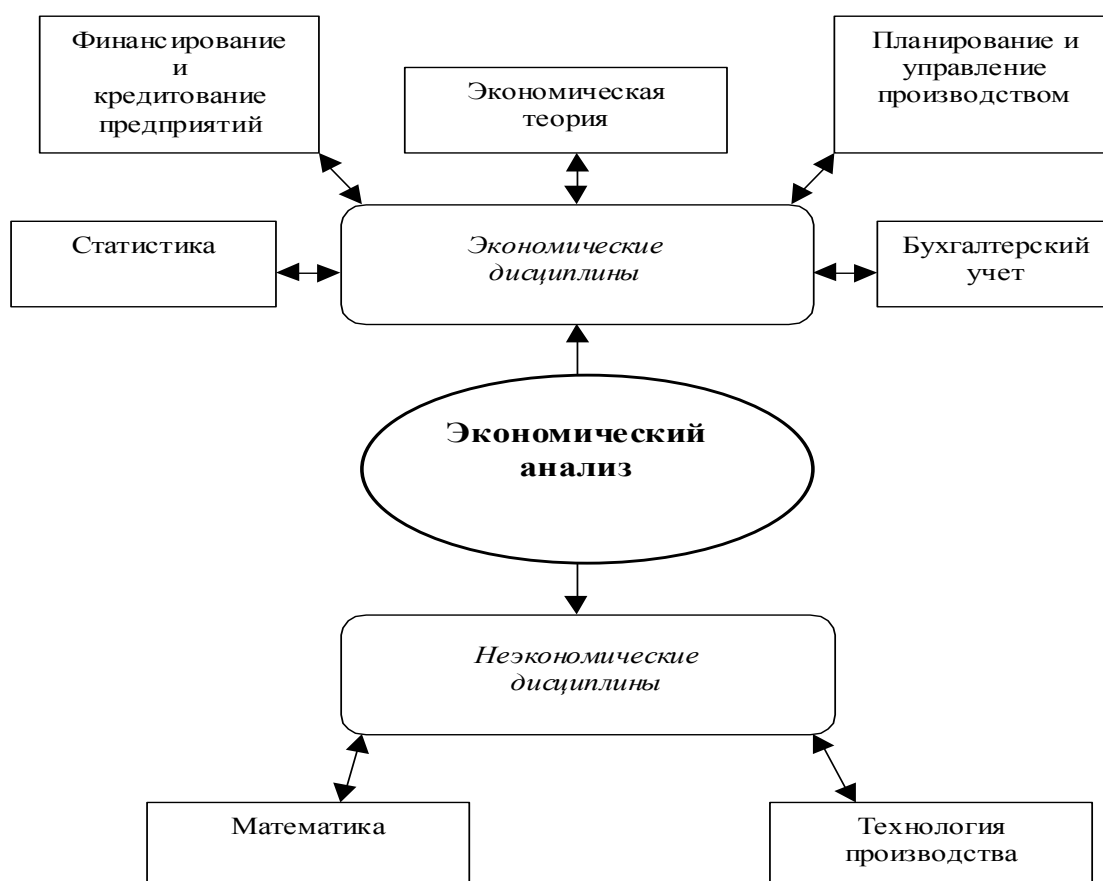 Финансирование
и
кредитование
предприятий
Экономическая
теория
Планирование и
управление
производством
Статистика
Экономические
дисциплины
Бухгалтерский
учет
Экономический
анализ
Неэкономические
дисциплины
Математика
Технология
производства